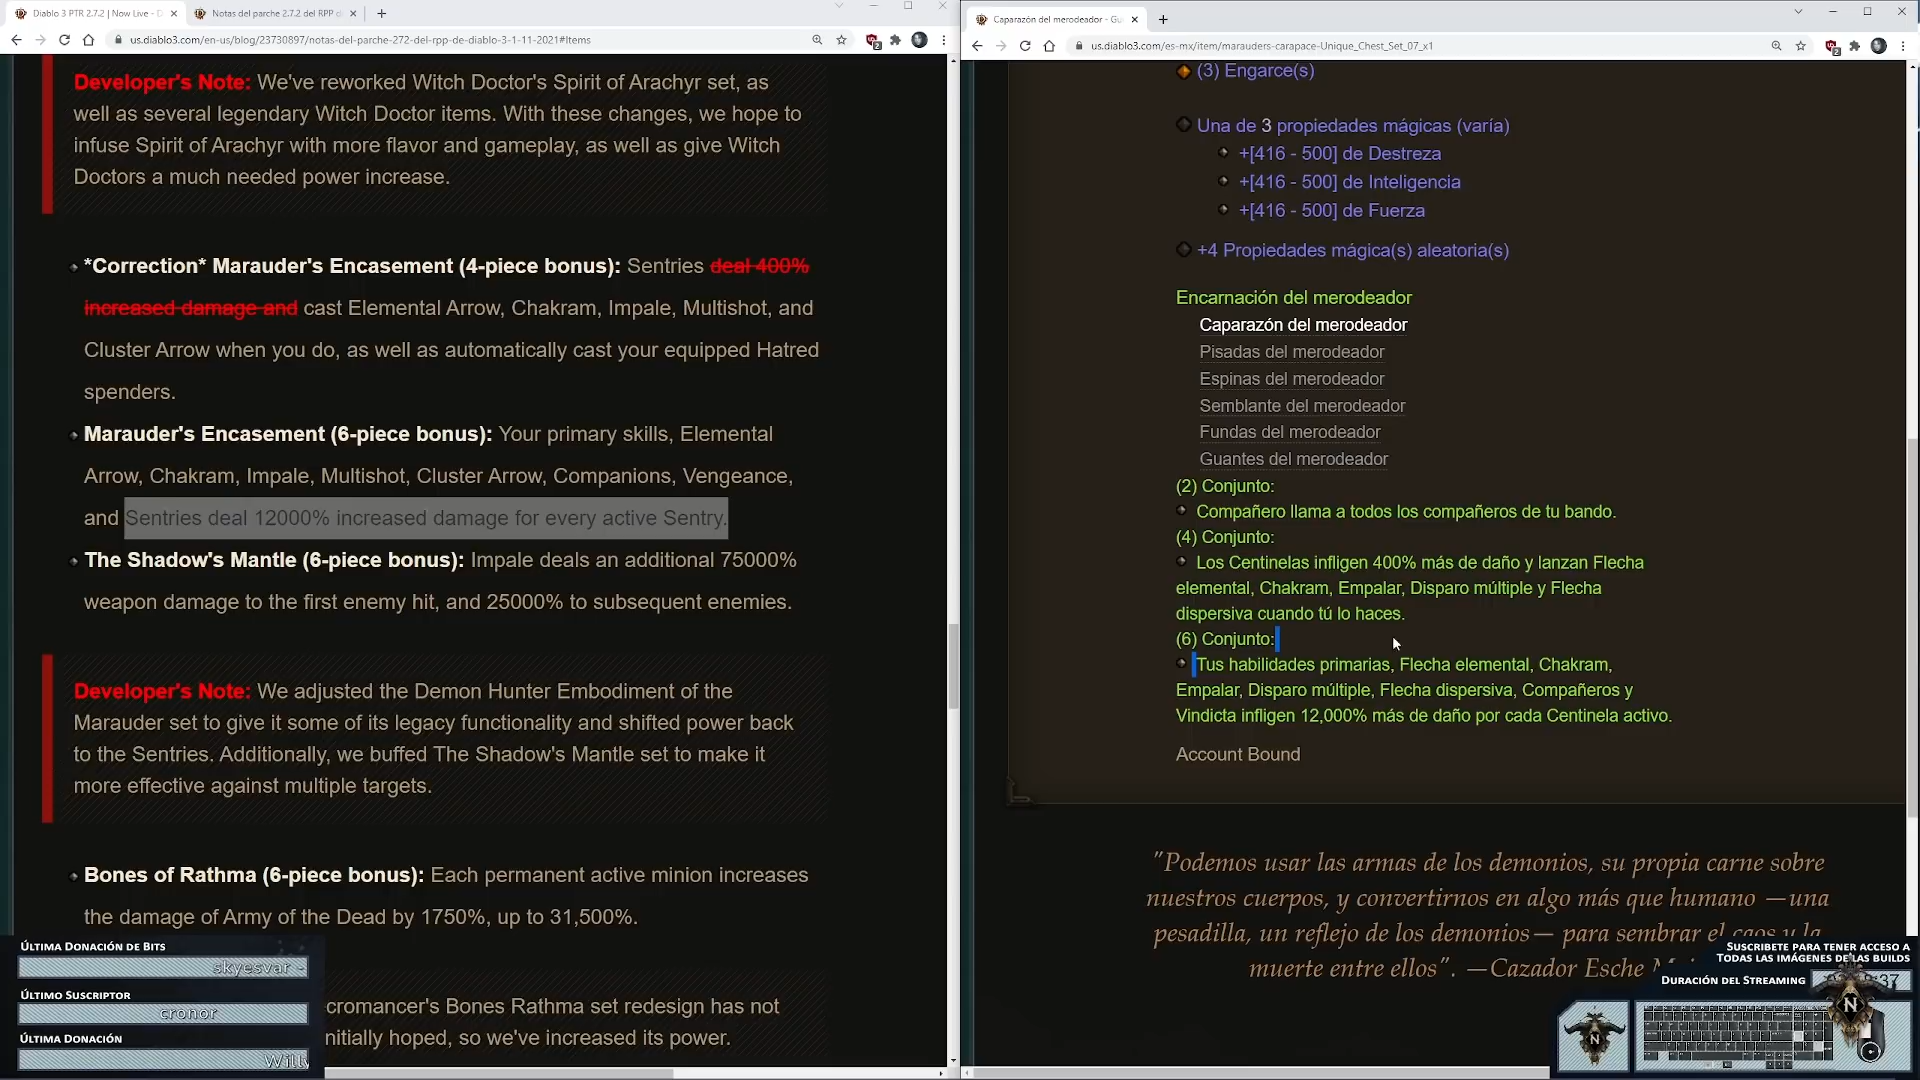 Diablo 3 PTR 2.7.2 | Now Live - D
Notas del parche 2.7.2 del RPP d
us.diablo3.com/en-us/blog/23730897/notas-del-parche-272-del-rpp-de-diablo-3-1-11-2021#Items
Developer's Note: We've reworked Witch Doctor's Spirit of Arachyr set, as
well as several legendary Witch Doctor items. With these changes, we hope to
infuse Spirit of Arachyr with more flavor and gameplay, as well as give Witch
Doctors a much needed power increase.
*Correction* Marauder's Encasement (4-piece bonus): Sentries deal 400%
increased damage and cast Elemental Arrow, Chakram, Impale, Multishot, and
Cluster Arrow when you do, as well as automatically cast your equipped Hatred
spenders.
Marauder's Encasement (6-piece bonus): Your primary skills, Elemental
Arrow, Chakram, Impale, Multishot, Cluster Arrow, Companions, Vengeance,
and Sentries deal 12000% increased damage for every active Sentry.
The Shadow's Mantle (6-piece bonus): Impale deals an additional 75000%
weapon damage to the first enemy hit, and 25000% to subsequent enemies.
Developer's Note: We adjusted the Demon Hunter Embodiment of the
Marauder set to give it some of its legacy functionality and shifted power back
to the Sentries. Additionally, we buffed The Shadow's Mantle set to make it
more effective against multiple targets.
Bones of Rathma (6-piece bonus): Each permanent active minion increases
the damage of Army of the Dead by 1750%, up to 31,500%.
cromancer's Bones Rathma set redesign has not
nitially hoped, so we've increased its power.
Última Donación de Bits
skyesvar -
Último Suscriptor
cronor
Última Donación
Caparazón del merodeador - Gu
us.diablo3.com/es-mx/item/marauders-carapace-Unique_Chest_Set_07_x1
(3) Engarce(s)
Una de 3 propiedades mágicas (varía)
+[416 - 500] de Destreza
+[416 - 500] de Inteligencia
+[416 - 500] de Fuerza
+4 Propiedades mágica(s) aleatoria(s)
Encarnación del merodeador
Caparazón del merodeador
Pisadas del merodeador
Espinas del merodeador
Semblante del merodeador
Fundas del merodeador
Guantes del merodeador
(2) Conjunto:
Compañero llama a todos los compañeros de tu bando.
(4) Conjunto:
Los Centinelas infligen 400% más de daño y lanzan Flecha
elemental, Chakram, Empalar, Disparo múltiple y Flecha
dispersiva cuando tú lo haces.
(6) Conjunto:
Tus habilidades primarias, Flecha elemental, Chakram,
Empalar, Disparo múltiple, Flecha dispersiva, Compañeros y
Vindicta infligen 12,000% más de daño por cada Centinela activo.
Account Bound
"Podemos usar las armas de los demonios, su propia carne sobre
nuestros cuerpos, y convertirnos en algo más que humano —una
pesadilla, un reflejo de los demonios— para sembrar el caos y la
muerte entre ellos". —Cazador Esche
Suscribete para tener acceso a
todas las imágenes de las builds
Duración del Streaming
37
N
N